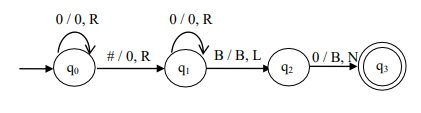 0 / 0, R 0 / 0, R
# / 0, R B / B, L 0 / B, N
q0 q1 q2 q3